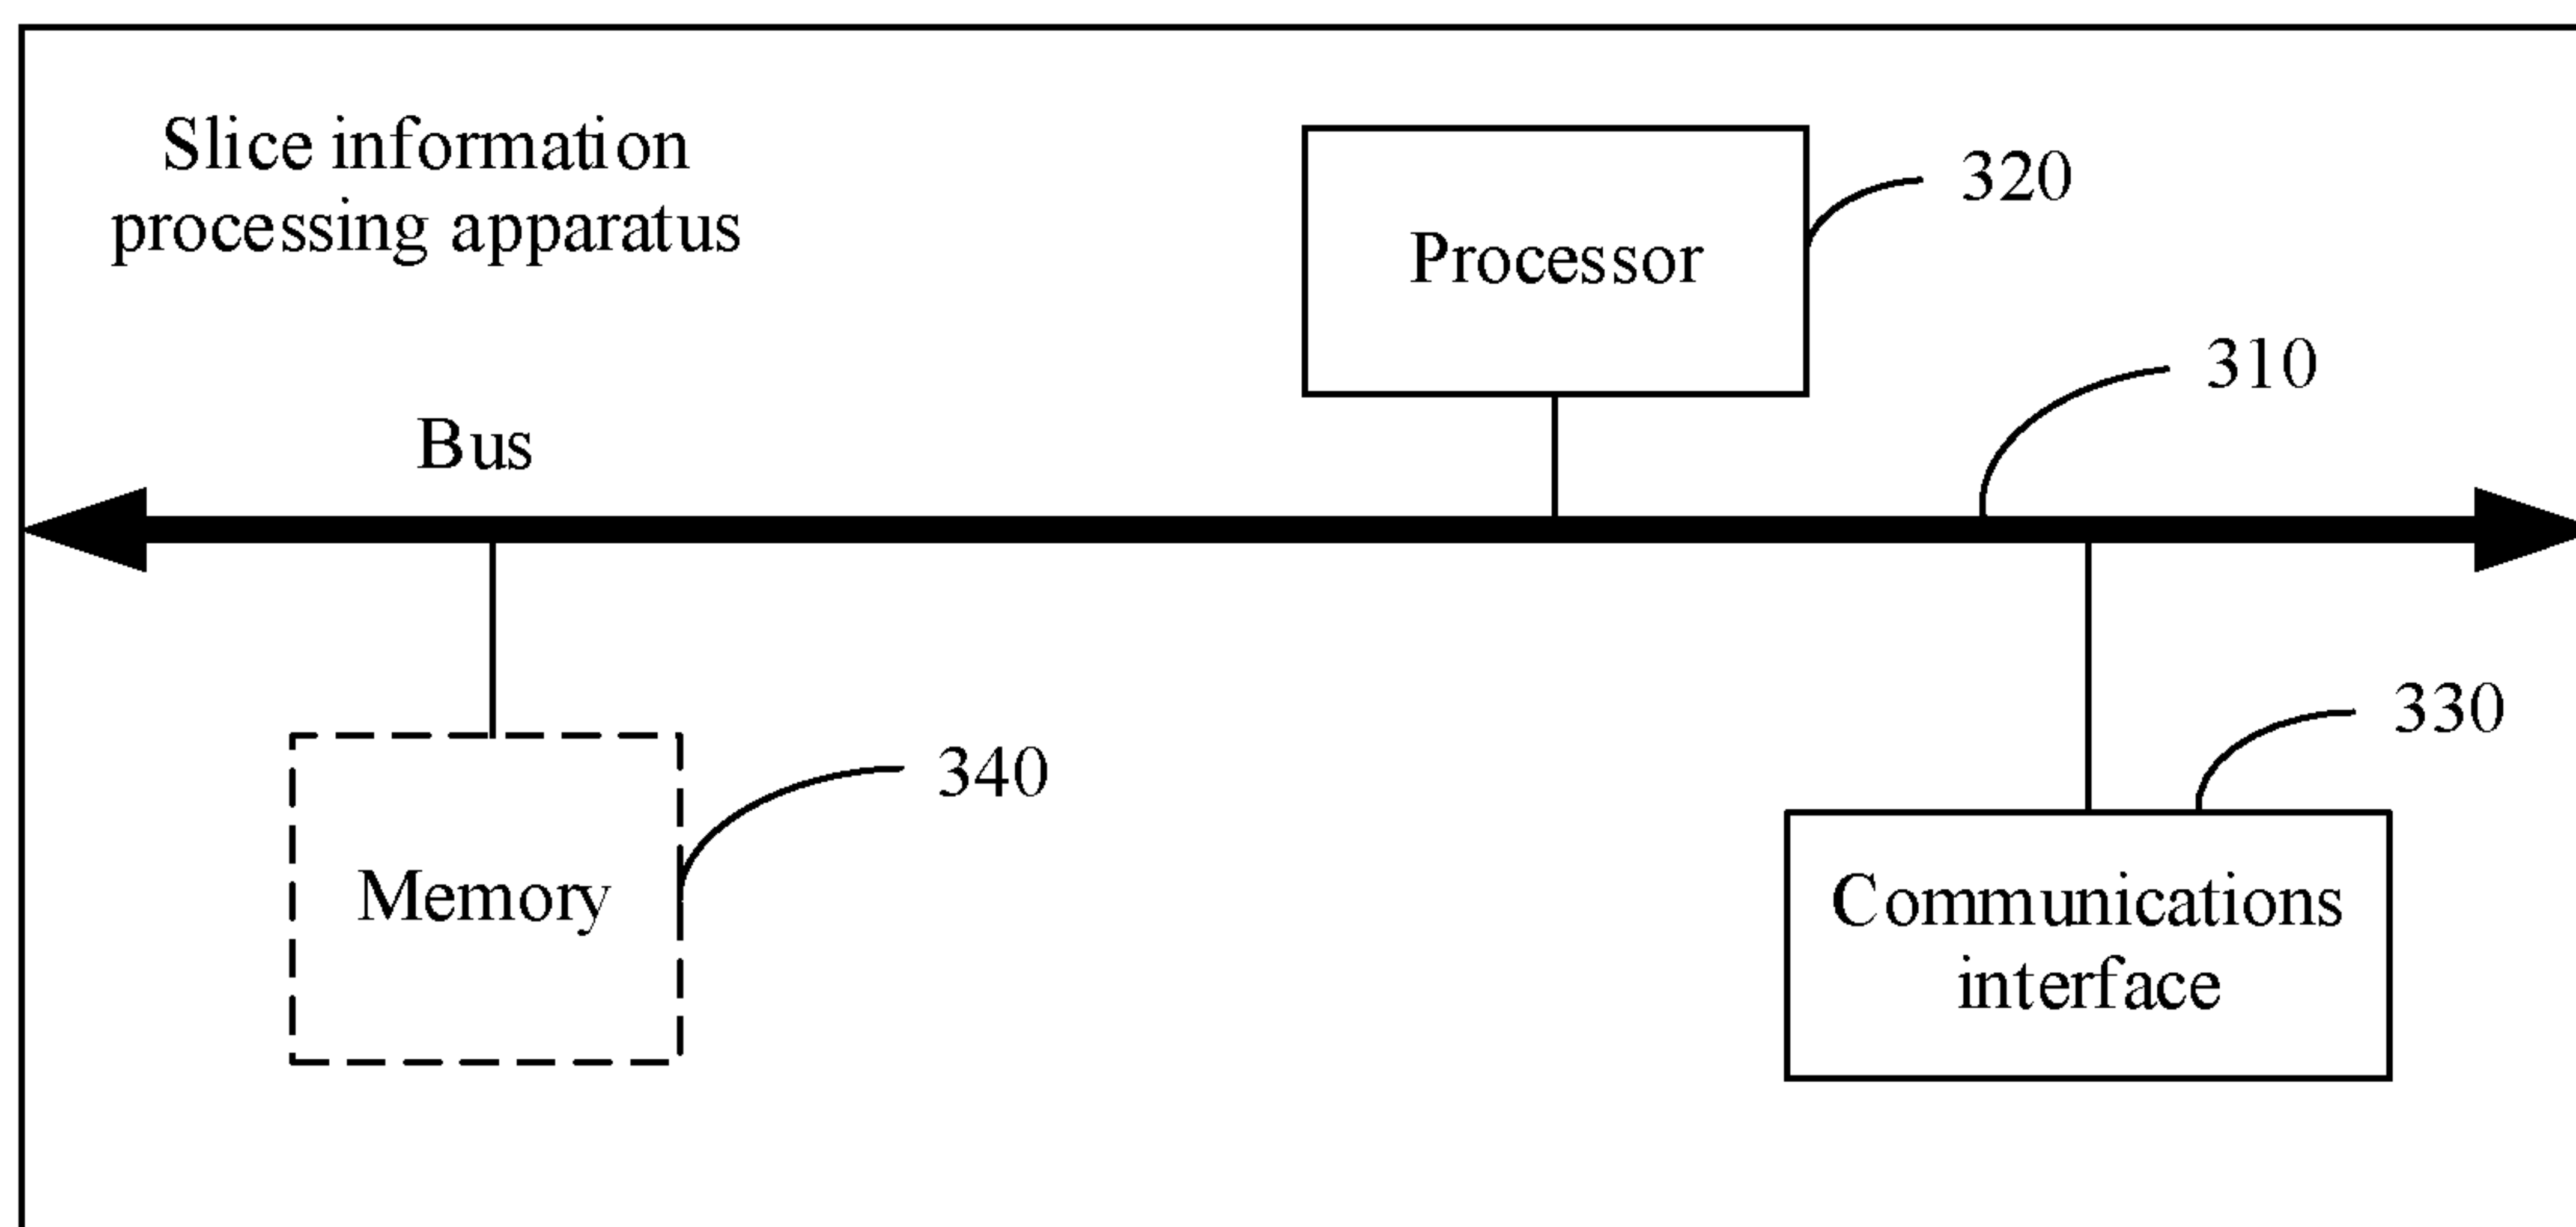 Slice information
processing apparatus
Processor
320
310
Bus
330
340
Memory
Communications
interface